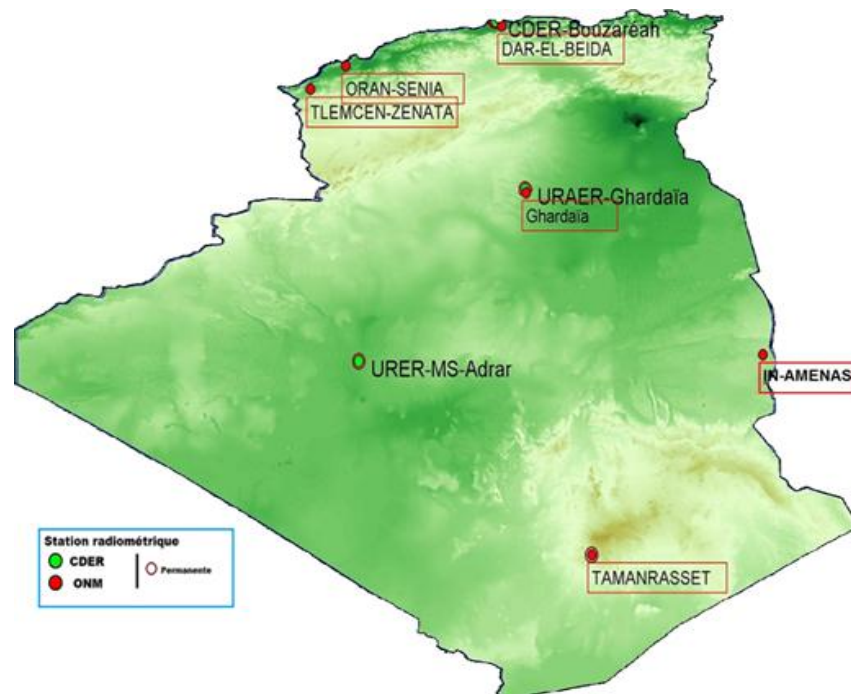 CDER-Bouzareah
DAR-EL-BEIDA
ORAN-SENIA
TLEMCEN-ZENATA
URAER-Ghardaïa
Ghardaïa
URER-MS-Adrar
IN-AMENAS
TAMANRASSET
Station radiométrique
CDER
ONM
Permanente